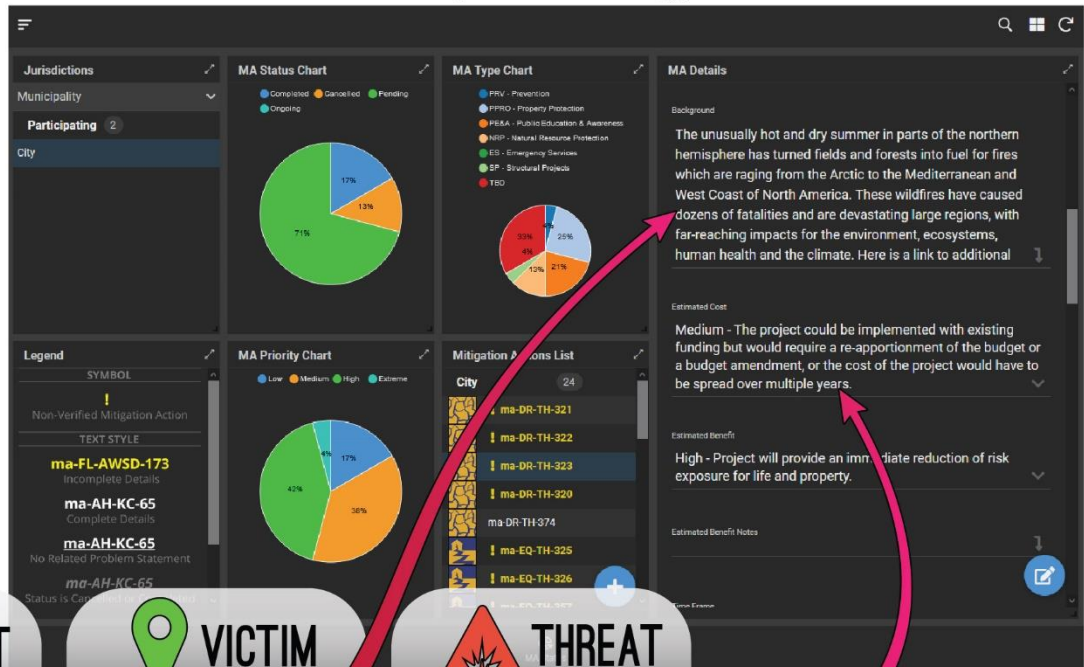 Jurisdictions
Municipality
Participating 2
City
MA Status Chart
Completed Cancelled Pending
Ongoing
17%
13%
71%
MA Type Chart
PRV - Prevention
PPRO - Property Protection
PE&A - Public Education & Awareness
NRP - Natural Resource Protection
ES - Emergency Services
SP - Structural Projects
TBD
4%
33%
25%
4%
13%
21%
MA Details
Background
The unusually hot and dry summer in parts of the northern
hemisphere has turned fields and forests into fuel for fires
which are raging from the Arctic to the Mediterranean and
West Coast of North America. These wildfires have caused
dozens of fatalities and are devastating large regions, with
far-reaching impacts for the environment, ecosystems,
human health and the climate. Here is a link to additional
Estimated Cost
Medium - The project could be implemented with existing
funding but would require a re-apportionment of the budget or
a budget amendment, or the cost of the project would have to
be spread over multiple years.
Estimated Benefit
High - Project will provide an immediate reduction of risk
exposure for life and property.
Estimated Benefit Notes
Time Frame
Legend
SYMBOL
!
Non-Verified Mitigation Action
TEXT STYLE
ma-FL-AWSD-173
Incomplete Details
ma-AH-KC-65
Complete Details
ma-AH-KC-65
No Related Problem Statement
ma-AH-KC-65
Status is
MA Priority Chart
Low Medium High Extreme
4%
17%
42%
38%
Mitigation Actions List
City 24
! ma-DR-TH-321
! ma-DR-TH-322
! ma-DR-TH-323
! ma-DR-TH-320
ma-DR-TH-374
! ma-EQ-TH-325
! ma-EQ-TH-326
+
T
VICTIM
THREAT